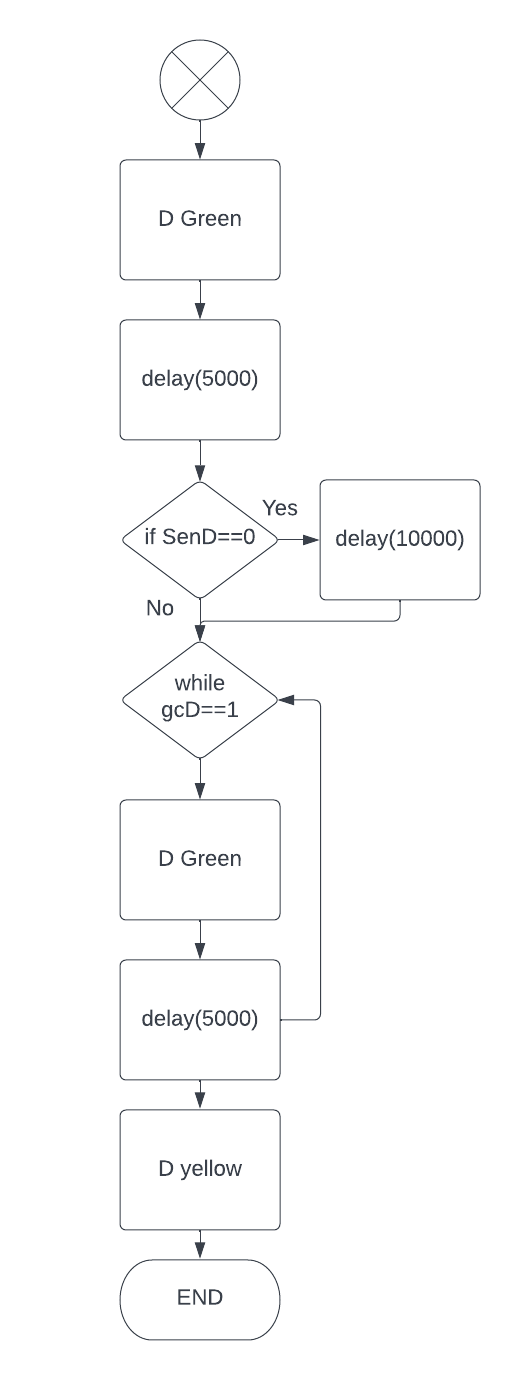 D Green
delay(5000)
if SenD==0
Yes
delay(10000)
No
while
gcD==1
D Green
delay(5000)
D yellow
END